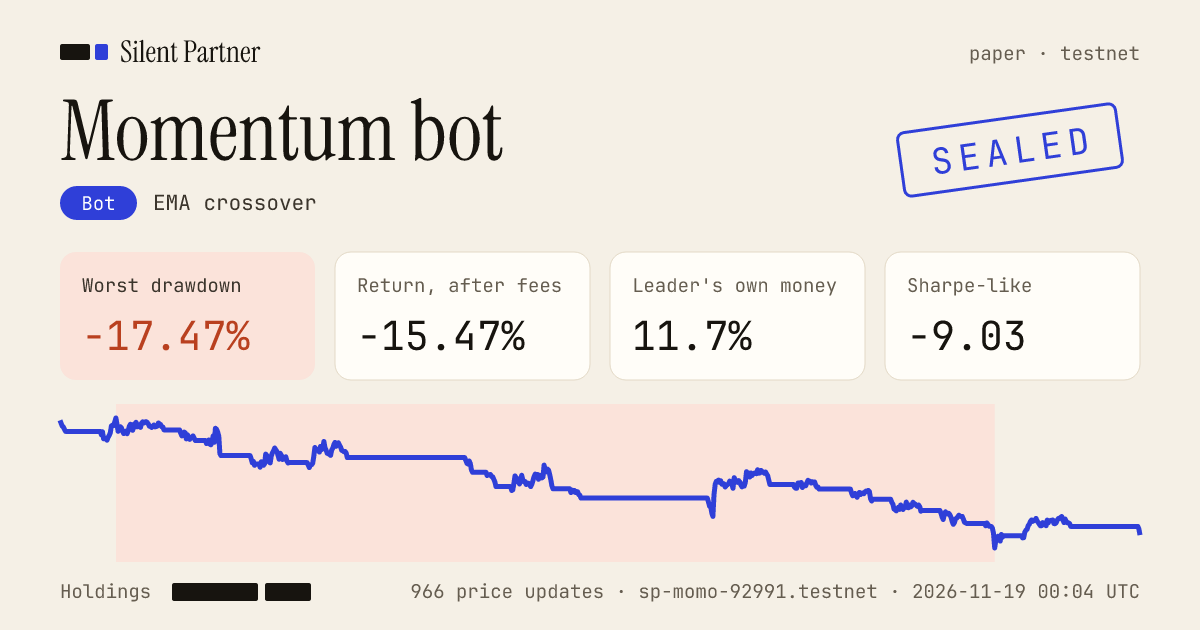 Silent Partner
paper · testnet
Momentum bot
SEALED
Bot EMA crossover
Worst drawdown
-17.47%
Return, after fees
-15.47%
Leader's own money
11.7%
Sharpe-like
-9.03
Holdings
966 price updates · sp-momo-92991.testnet · 2026-11-19 00:04 UTC